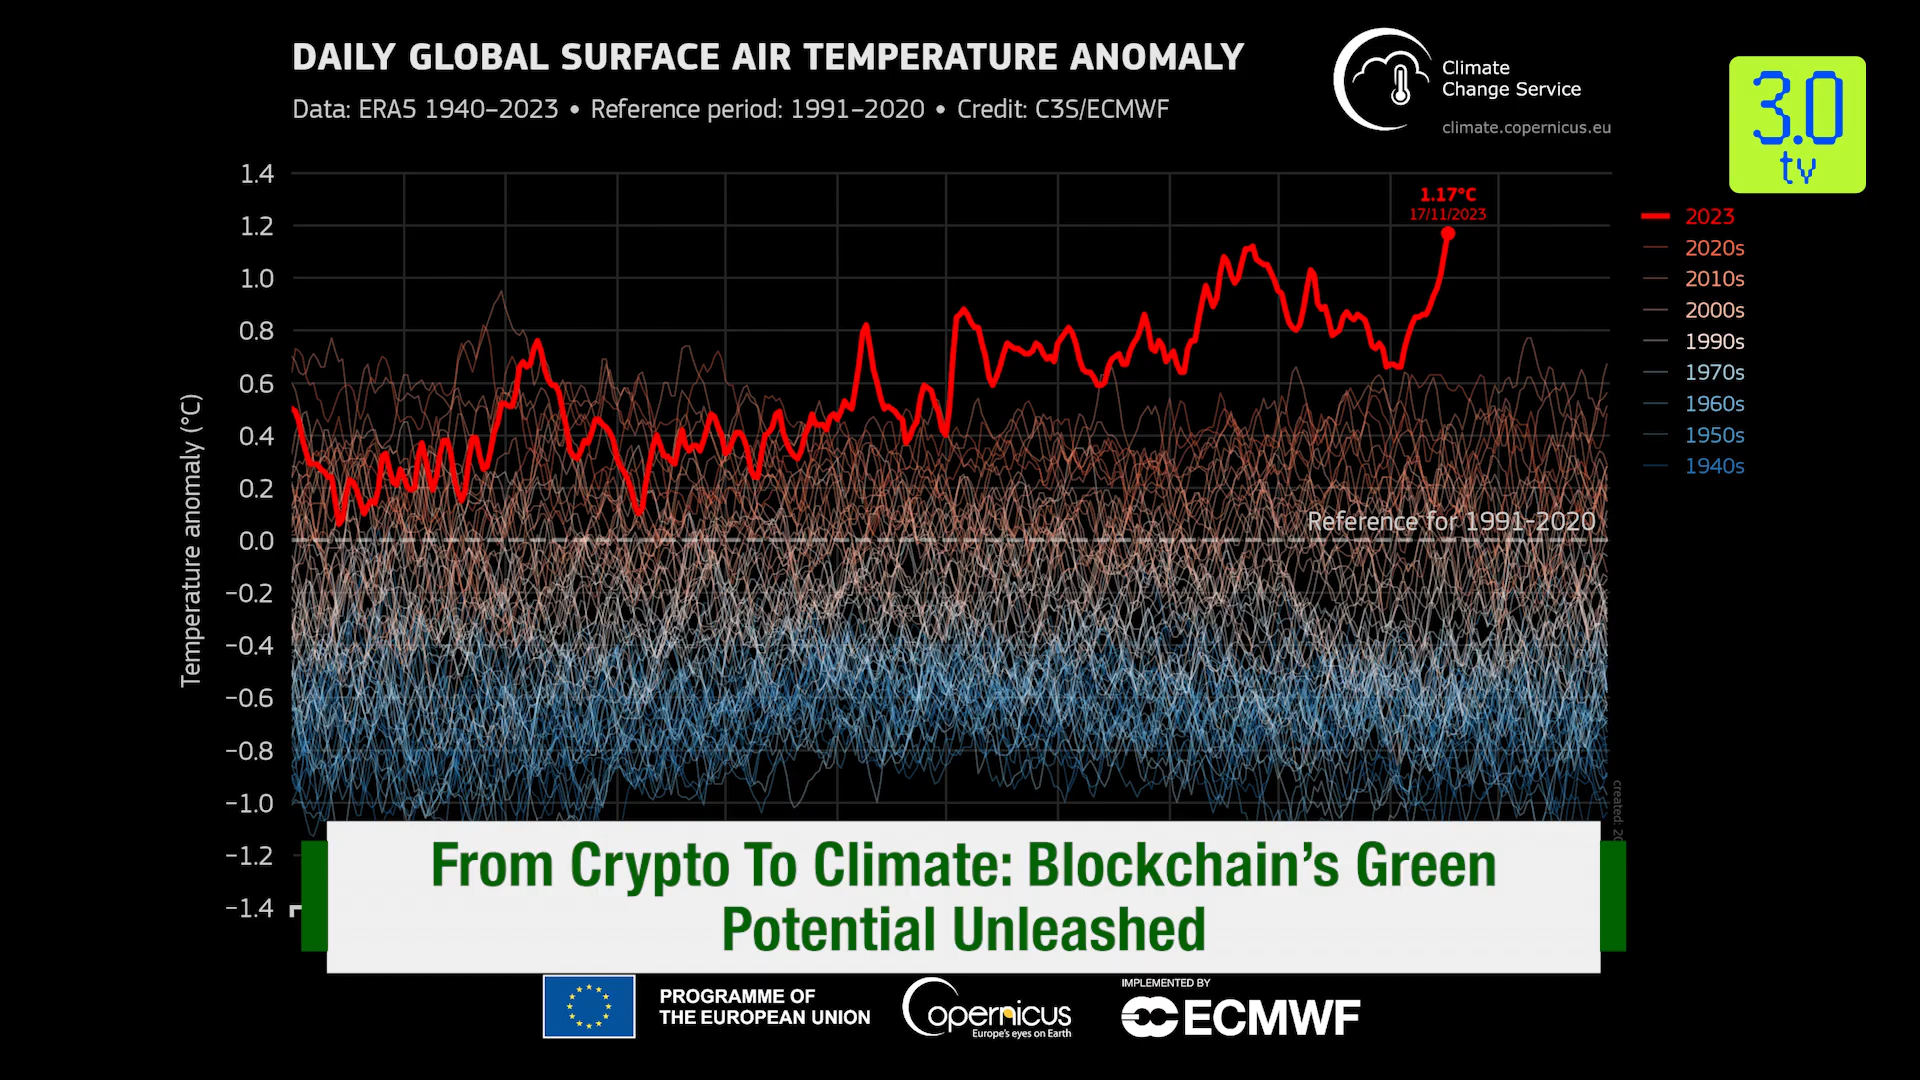 DAILY GLOBAL SURFACE AIR TEMPERATURE ANOMALY
Data: ERA5 1940–2023 • Reference period: 1991–2020 • Credit: C3S/ECMWF
Climate
Change Service
climate.copernicus.eu
3.0
tv
1.4
1.2
1.0
0.8
0.6
0.4
0.2
0.0
−0.2
−0.4
−0.6
−0.8
−1.0
−1.2
−1.4
Temperature anomaly (°C)
1.17°C
17/11/2023
2023
2020s
2010s
2000s
1990s
1970s
1960s
1950s
1940s
Reference for 1991-2020
created:
From Crypto To Climate: Blockchain’s Green
Potential Unleashed
PROGRAMME OF
THE EUROPEAN UNION
Copernicus
Europe's eyes on Earth
IMPLEMENTED BY
ECMWF